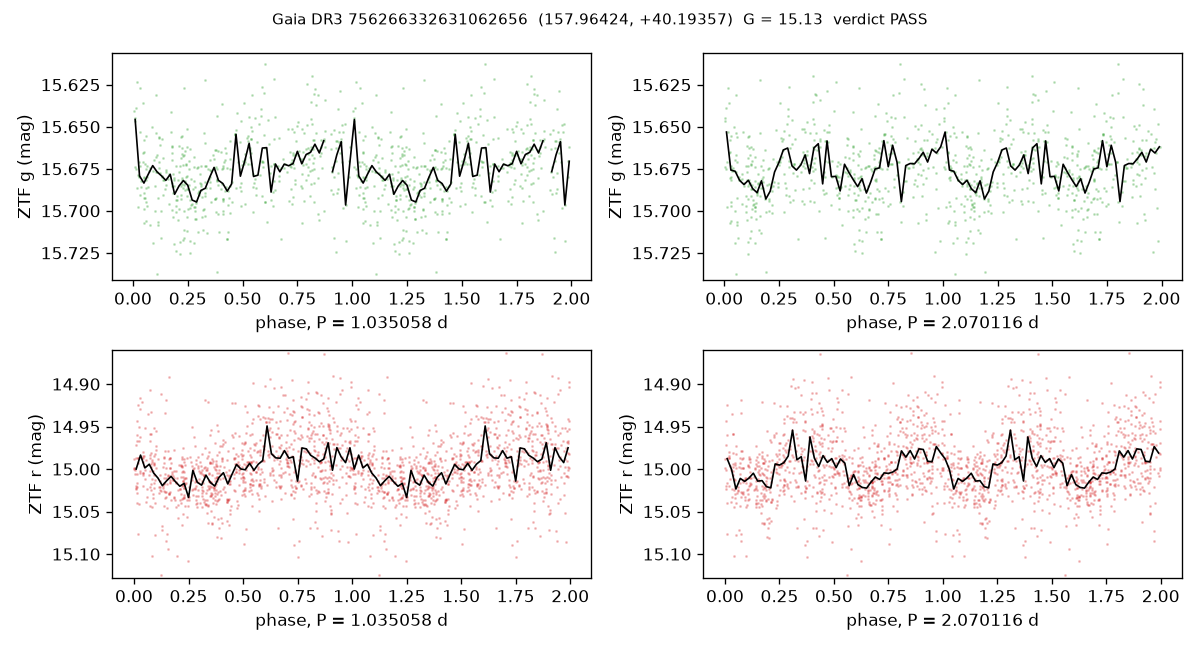 Gaia DR3 756266332631062656 (157.96424, +40.19357) G = 15.13 verdict PASS
ZTF g (mag)
15.625
15.650
15.675
15.700
15.725
0.00 0.25 0.50 0.75 1.00 1.25 1.50 1.75 2.00
phase, P = 1.035058 d
ZTF g (mag)
15.625
15.650
15.675
15.700
15.725
0.00 0.25 0.50 0.75 1.00 1.25 1.50 1.75 2.00
phase, P = 2.070116 d
ZTF r (mag)
14.90
14.95
15.00
15.05
15.10
0.00 0.25 0.50 0.75 1.00 1.25 1.50 1.75 2.00
phase, P = 1.035058 d
ZTF r (mag)
14.90
14.95
15.00
15.05
15.10
0.00 0.25 0.50 0.75 1.00 1.25 1.50 1.75 2.00
phase, P = 2.070116 d